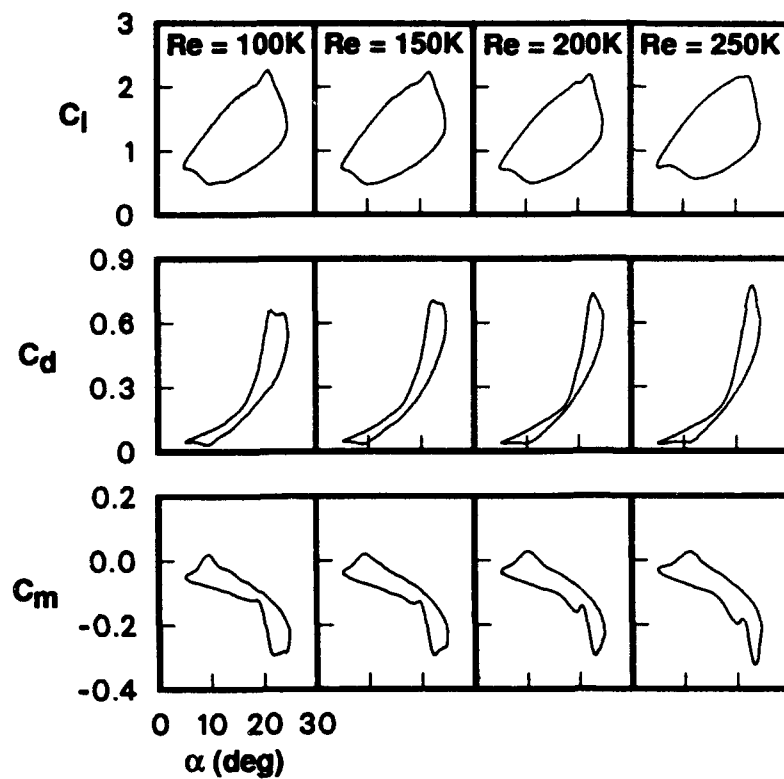 3
Re = 100K Re = 150K Re = 200K Re = 250K
2
Cl
1
0
0.9
0.6
Cd
0.3
0
0.2
0.0
Cm
-0.2
-0.4
0 10 20 30
α (deg)